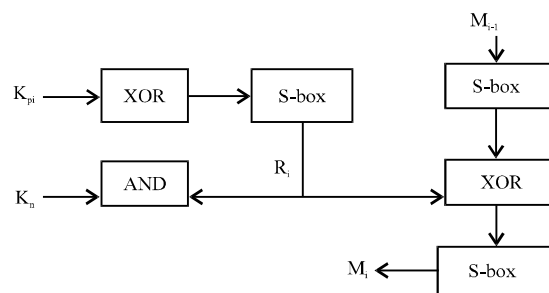 M_{i-1}
K_{pi}
XOR
S-box
S-box
R_i
K_n
AND
XOR
M_i
S-box